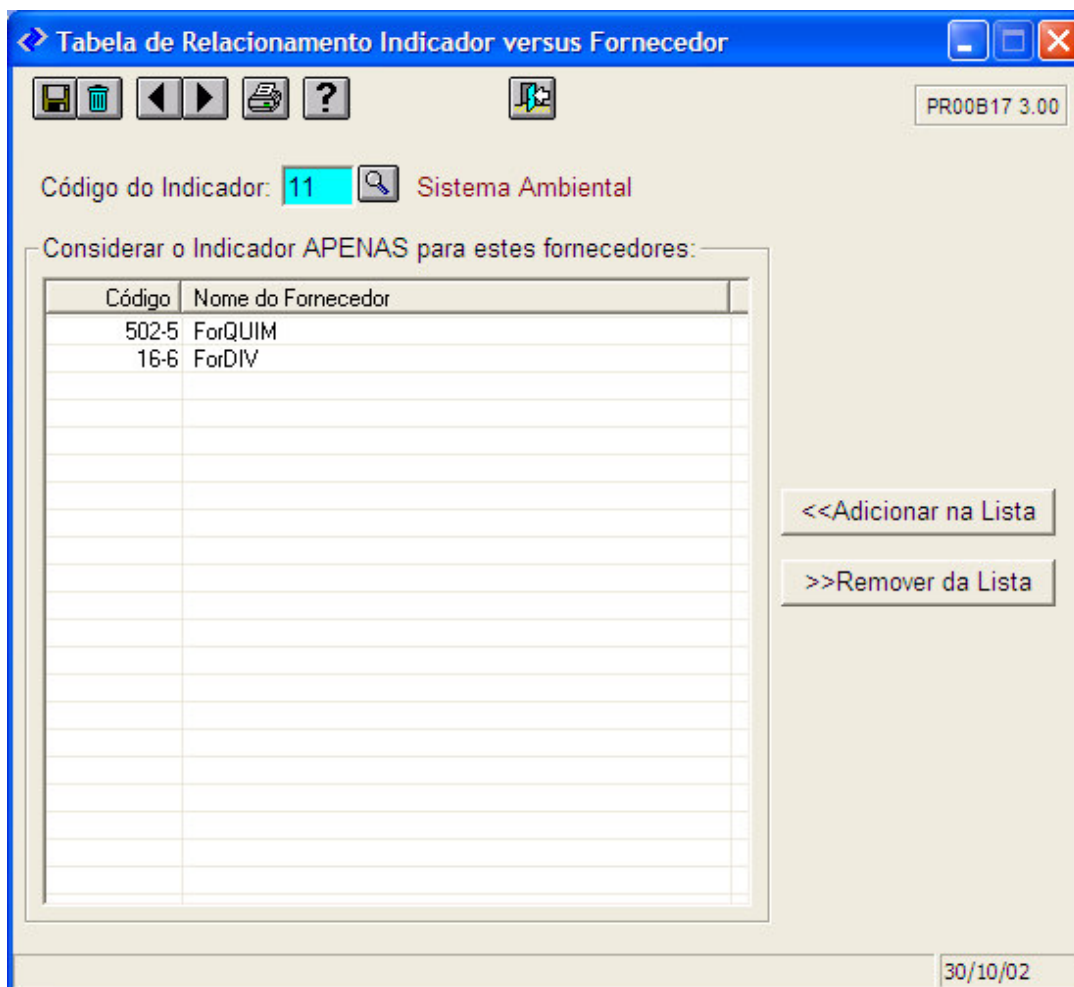 Tabela de Relacionamento Indicador versus Fornecedor
?
PR00B17 3.00
Código do Indicador: 11 Sistema Ambiental
Considerar o Indicador APENAS para estes fornecedores:
Código Nome do Fornecedor
502-5 ForQUIM
16-6 ForDIV
<<Adicionar na Lista
>>Remover da Lista
30/10/02